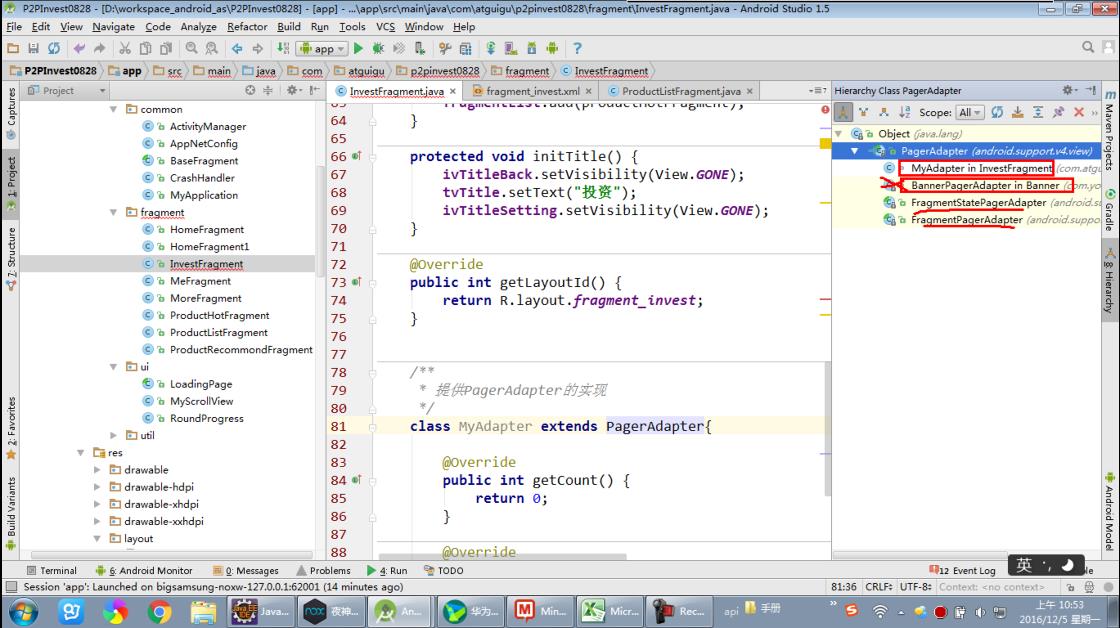 P2PInvest0828 - [D:\workspace_android_as\P2PInvest0828] - [app] - ...\app\src\main\java\com\atguigu\p2pinvest0828\fragment\InvestFragment.java - Android Studio 1.5
File Edit View Navigate Code Analyze Refactor Build Run Tools VCS Window Help
app
P2PInvest0828 app src main java com atguigu p2pinvest0828 fragment InvestFragment
Project
InvestFragment.java fragment_invest.xml ProductListFragment.java
Hierarchy Class PagerAdapter
Scope: All
Captures
1: Project
7: Structure
2: Favorites
Build Variants
common
ActivityManager
AppNetConfig
BaseFragment
CrashHandler
MyApplication
fragment
HomeFragment
HomeFragment1
InvestFragment
MeFragment
MoreFragment
ProductHotFragment
ProductListFragment
ProductRecommondFragment
ui
LoadingPage
MyScrollView
RoundProgress
util
res
drawable
drawable-hdpi
drawable-xhdpi
drawable-xxhdpi
layout
63 fragmentList.add(productHotFragment);
64 }
65
66 protected void initTitle() {
67 ivTitleBack.setVisibility(View.GONE);
68 tvTitle.setText("投资");
69 ivTitleSetting.setVisibility(View.GONE);
70 }
71
72 @Override
73 public int getLayoutId() {
74 return R.layout.fragment_invest;
75 }
76
77
78 /**
79 * 提供PagerAdapter的实现
80 */
81 class MyAdapter extends PagerAdapter{
82
83 @Override
84 public int getCount() {
85 return 0;
86 }
87
88 @Override
Object (java.lang)
PagerAdapter (android.support.v4.view)
MyAdapter in InvestFragment (com.atgu
BannerPagerAdapter in Banner (com.yo
FragmentStatePagerAdapter (android.su
FragmentPagerAdapter (android.suppo
Maven Projects
Gradle
8: Hierarchy
Android Model
Terminal 6: Android Monitor 0: Messages Problems 4: Run TODO
12 Event Log
英
Session 'app': Launched on bigsamsung-noxw-127.0.0.1:62001 (14 minutes ago)
81:36 CRLF UTF-8 Context: <no context>
Java... 夜神... An... 华为... Min... Micr... Rec... api 手册
上午 10:53
2016/12/5 星期一